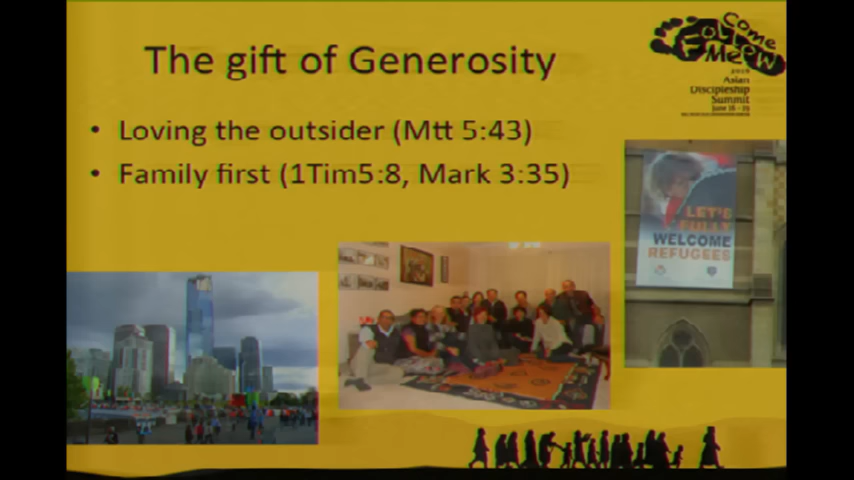 The gift of Generosity
• Loving the outsider (Mtt 5:43)
• Family first (1Tim5:8, Mark 3:35)
Come
Follow
Me
Asian
Discipleship
Summit
LET'S
FULLY
WELCOME
REFUGEES